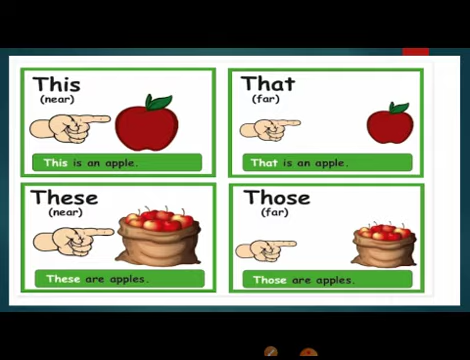 This
(near)
This is an apple.
That
(far)
That is an apple.
These
(near)
These are apples.
Those
(far)
Those are apples.